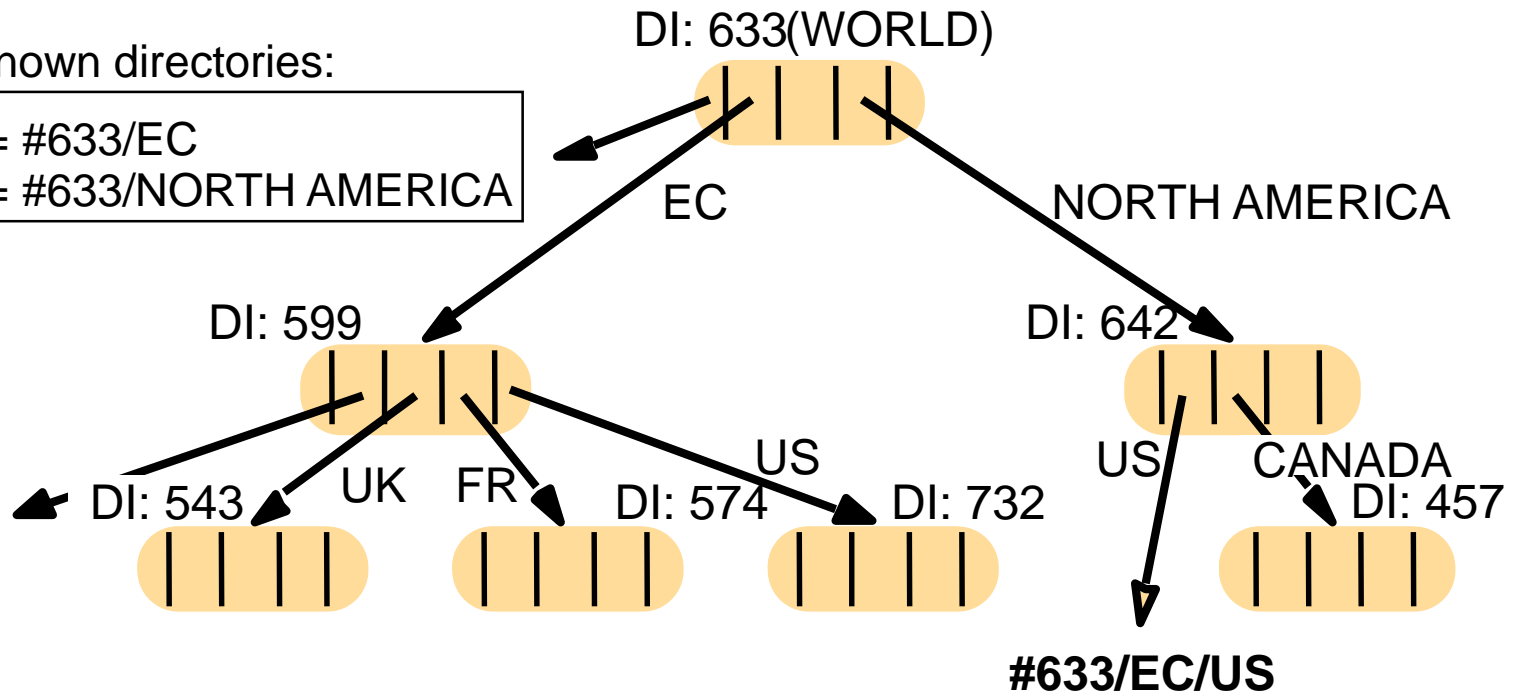 DI: 633(WORLD)
nown directories:
= #633/EC
= #633/NORTH AMERICA
EC
NORTH AMERICA
DI: 599
DI: 642
UK
FR
US
US
CANADA
DI: 543
DI: 574
DI: 732
DI: 457
#633/EC/US